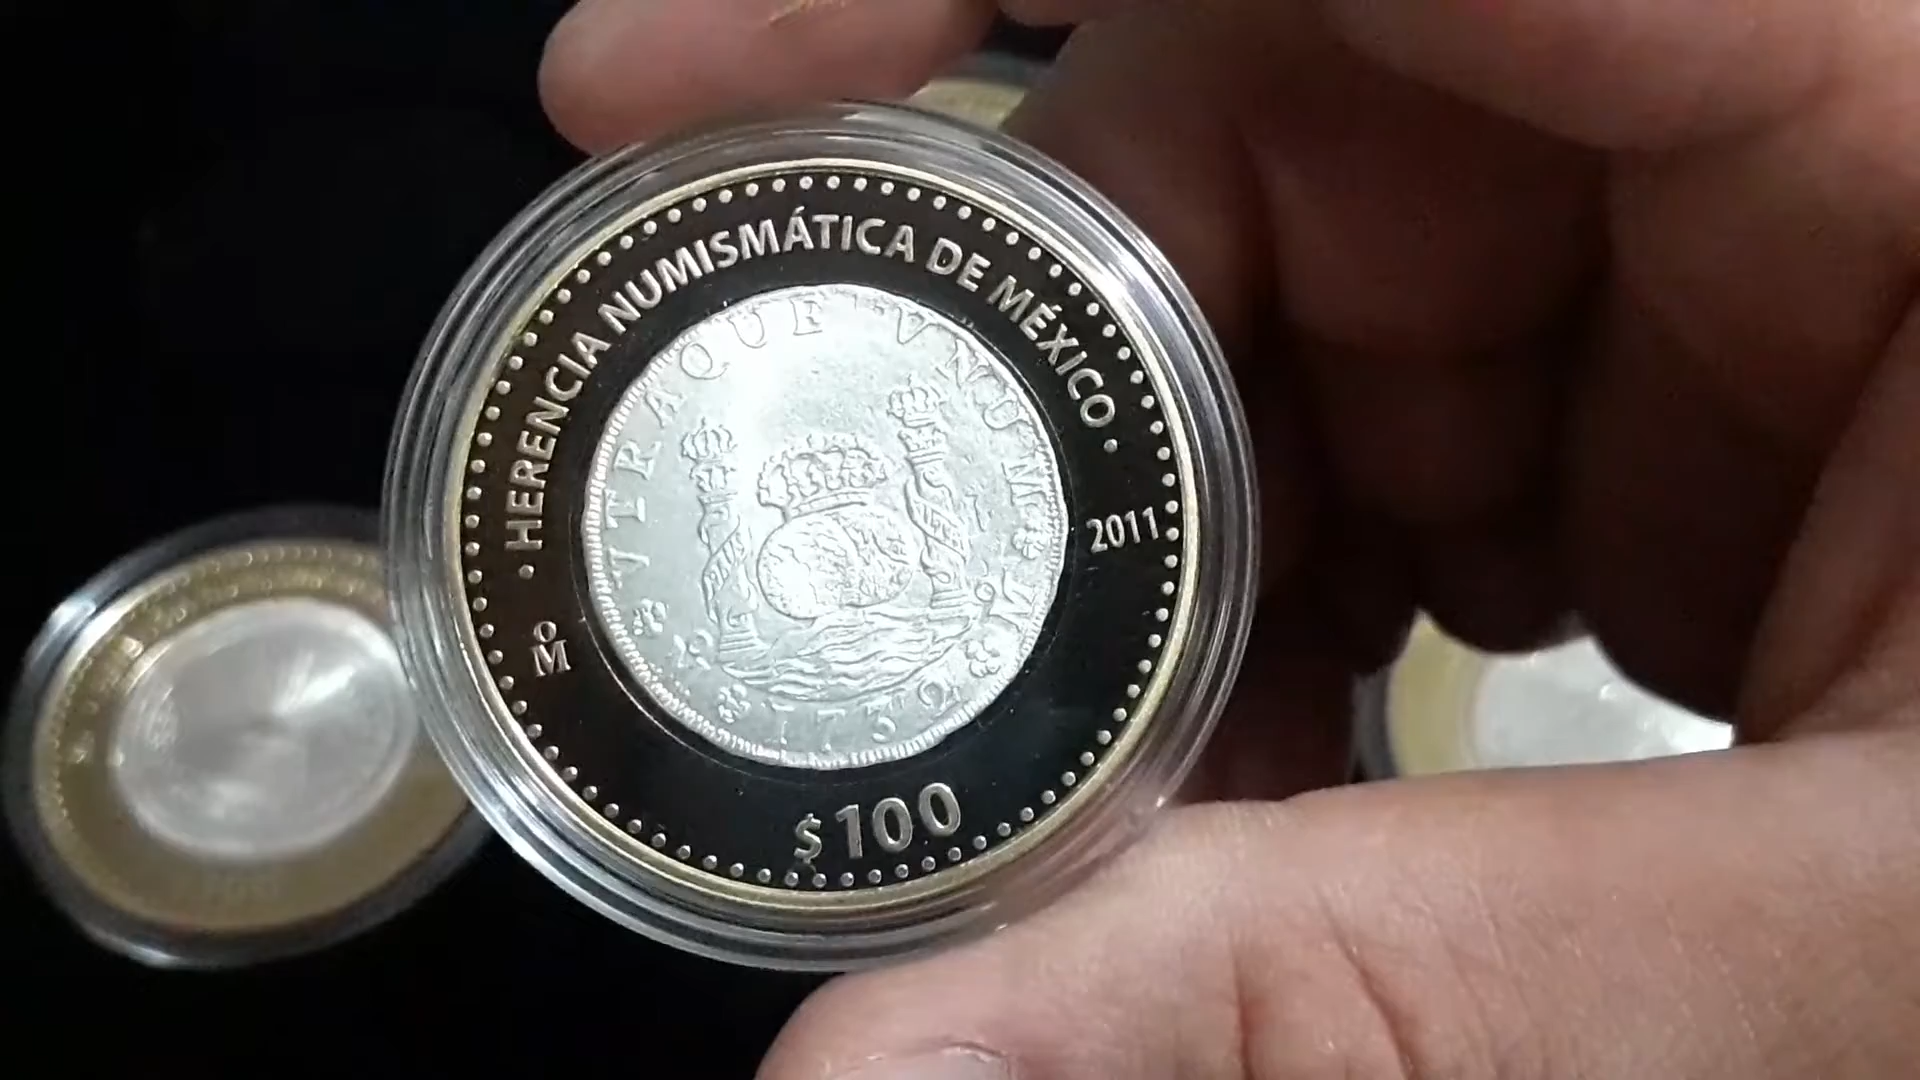 · HERENCIA NUMISMÁTICA DE MÉXICO ·
2011
VTRAQUE VNUM M
1732
M
o
M
$100